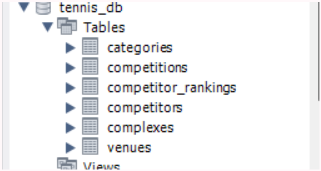 tennis_db
Tables
categories
competitions
competitor_rankings
competitors
complexes
venues
Views